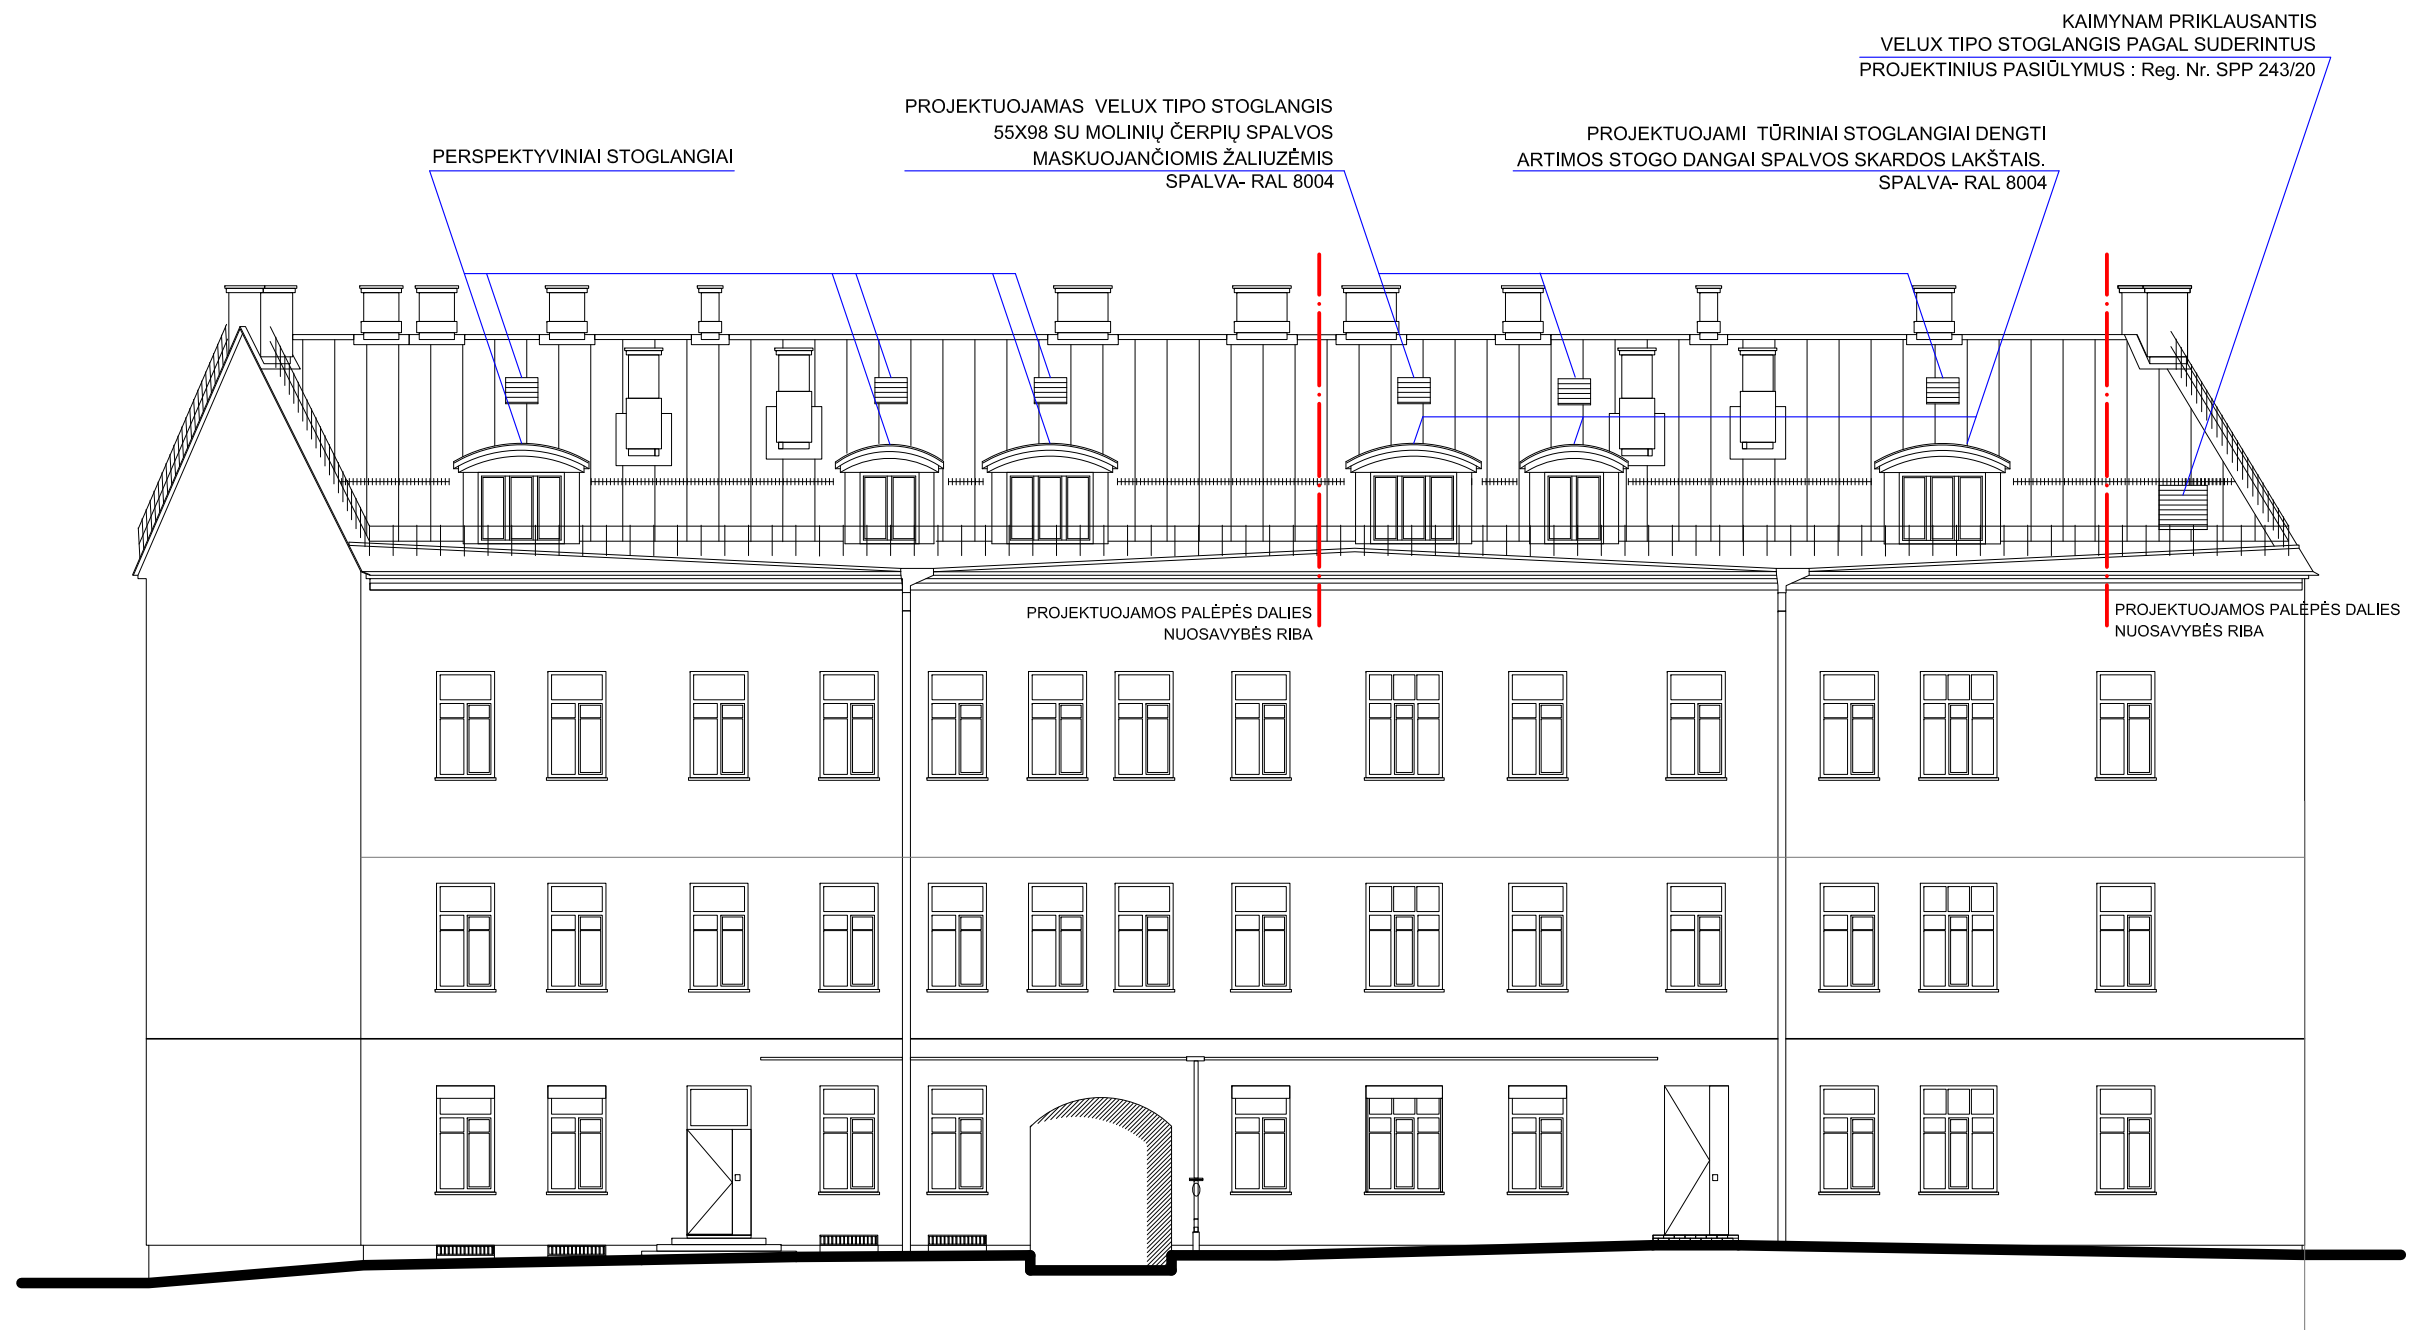 KAIMYNAM PRIKLAUSANTIS
VELUX TIPO STOGLANGIS PAGAL SUDERINTUS
PROJEKTINIUS PASIŪLYMUS : Reg. Nr. SPP 243/20
PROJEKTUOJAMAS VELUX TIPO STOGLANGIS
55X98 SU MOLINIŲ ČERPIŲ SPALVOS
MASKUOJANČIOMIS ŽALIUZĖMIS
SPALVA- RAL 8004
PROJEKTUOJAMI TŪRINIAI STOGLANGIAI DENGTI
ARTIMOS STOGO DANGAI SPALVOS SKARDOS LAKŠTAIS.
SPALVA- RAL 8004
PERSPEKTYVINIAI STOGLANGIAI
PROJEKTUOJAMOS PALĖPĖS DALIES
NUOSAVYBĖS RIBA
PROJEKTUOJAMOS PALĖPĖS DALIES
NUOSAVYBĖS RIBA